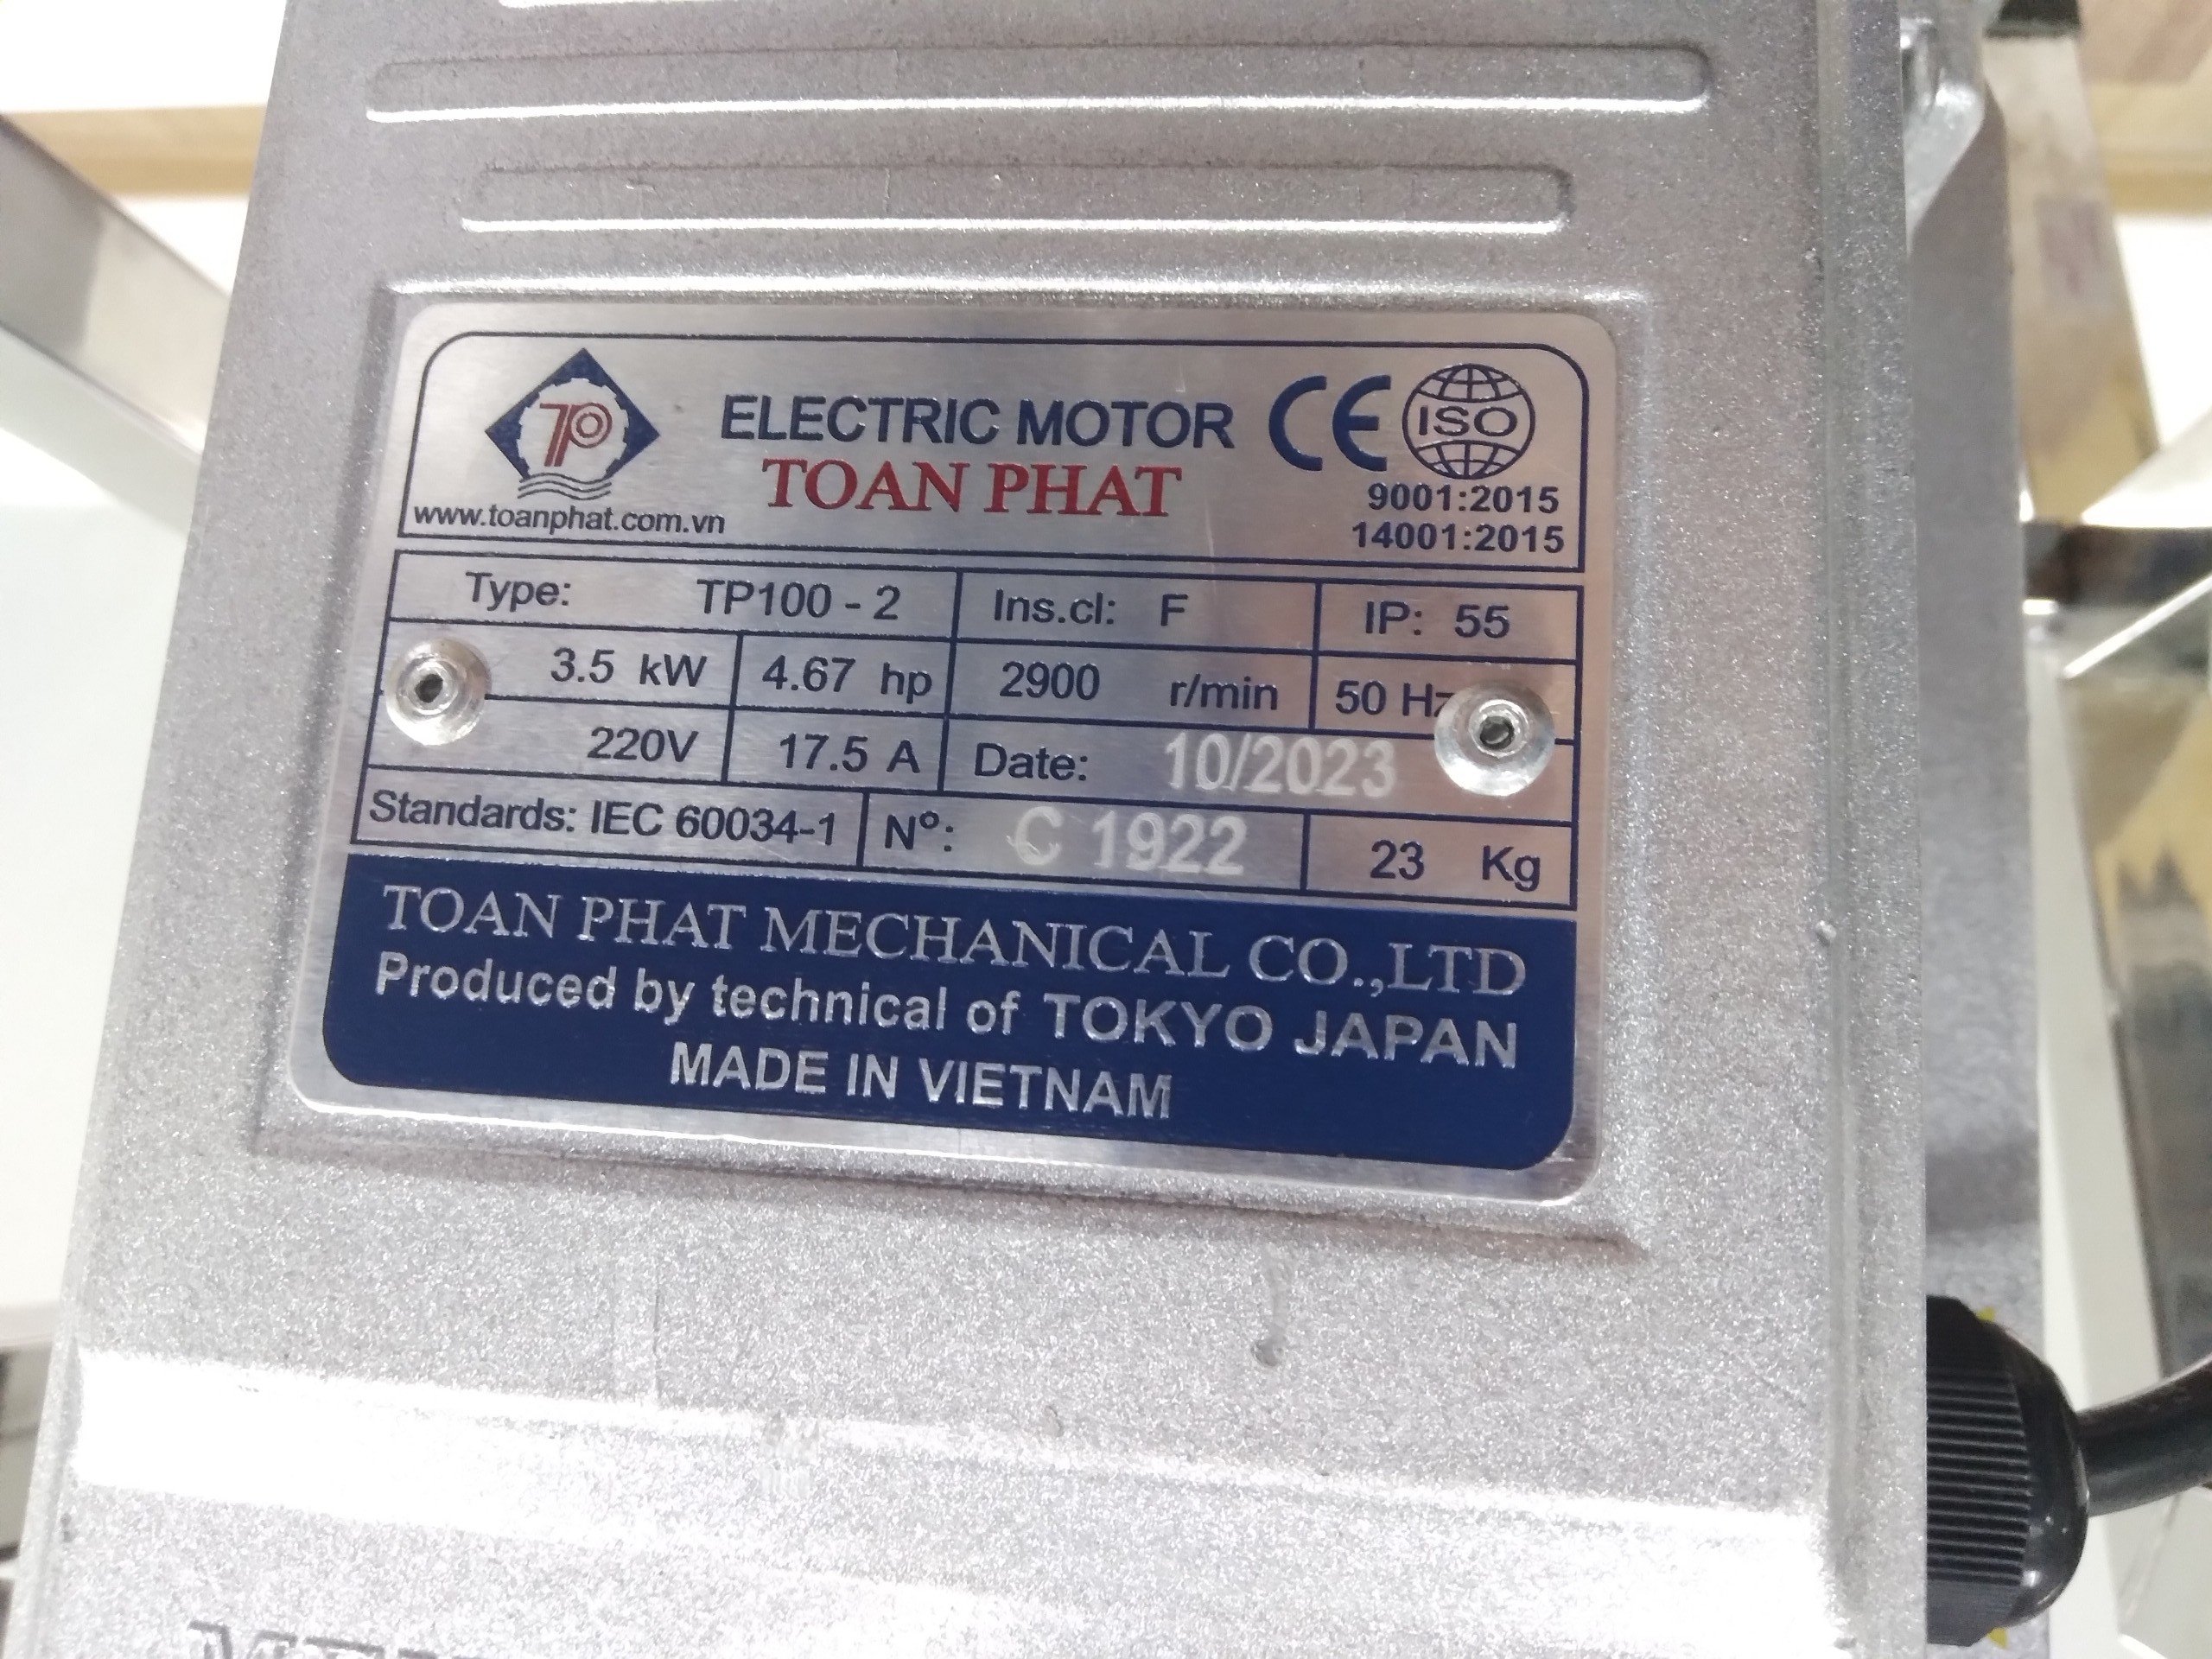 TP
ELECTRIC MOTOR
TOAN PHAT
www.toanphat.com.vn
CE
ISO
9001:2015
14001:2015
Type: TP100 - 2 Ins.cl: F IP: 55
3.5 kW 4.67 hp 2900 r/min 50 Hz
220V 17.5 A Date: 10/2023
Standards: IEC 60034-1 Nº: C 1922 23 Kg
TOAN PHAT MECHANICAL CO.,LTD
Produced by technical of TOKYO JAPAN
MADE IN VIETNAM